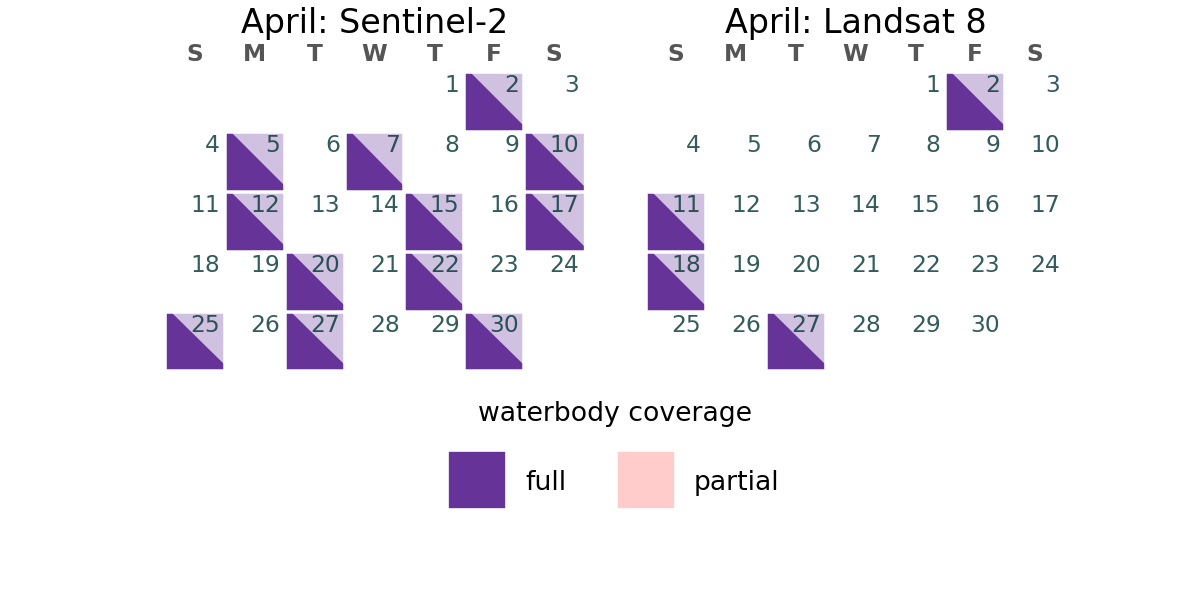 April: Sentinel-2
S M T W T F S
1 2 3
4 5 6 7 8 9 10
11 12 13 14 15 16 17
18 19 20 21 22 23 24
25 26 27 28 29 30
April: Landsat 8
S M T W T F S
1 2 3
4 5 6 7 8 9 10
11 12 13 14 15 16 17
18 19 20 21 22 23 24
25 26 27 28 29 30
waterbody coverage
full partial